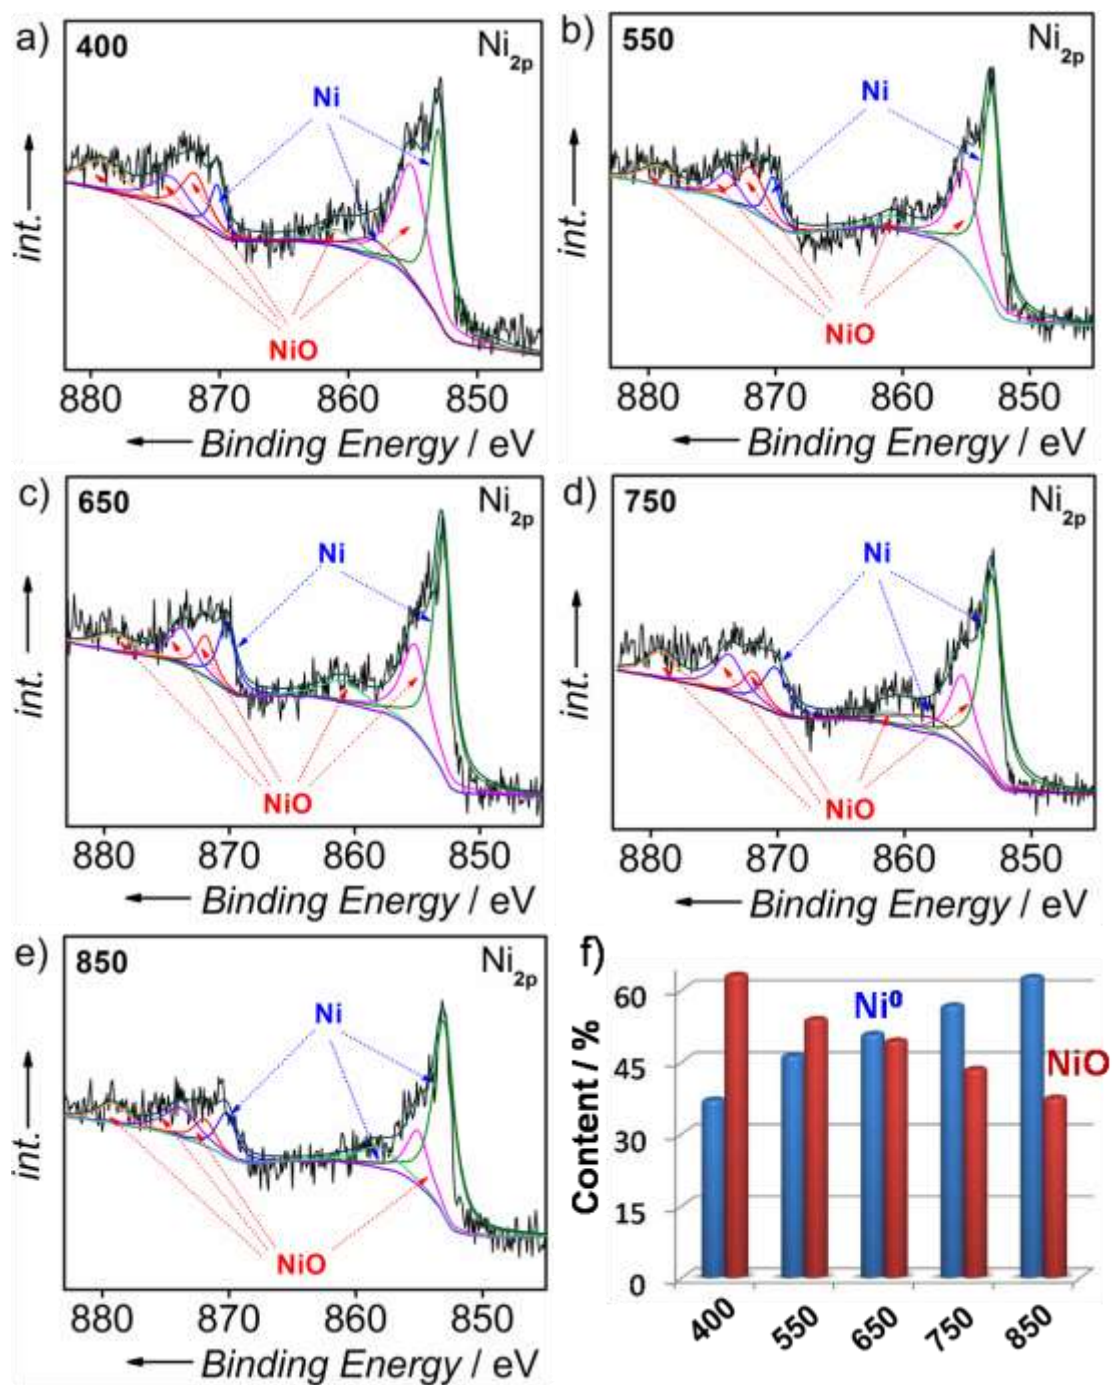 a) 400 Ni2p
Ni
NiO
int.
880 870 860 850
Binding Energy / eV
b) 550 Ni2p
Ni
NiO
int.
880 870 860 850
Binding Energy / eV
c) 650 Ni2p
Ni
NiO
int.
880 870 860 850
Binding Energy / eV
d) 750 Ni2p
Ni
NiO
int.
880 870 860 850
Binding Energy / eV
e) 850 Ni2p
Ni
NiO
int.
880 870 860 850
Binding Energy / eV
f)
Content / %
60
45
30
15
0
Ni⁰
NiO
400 550 650 750 850